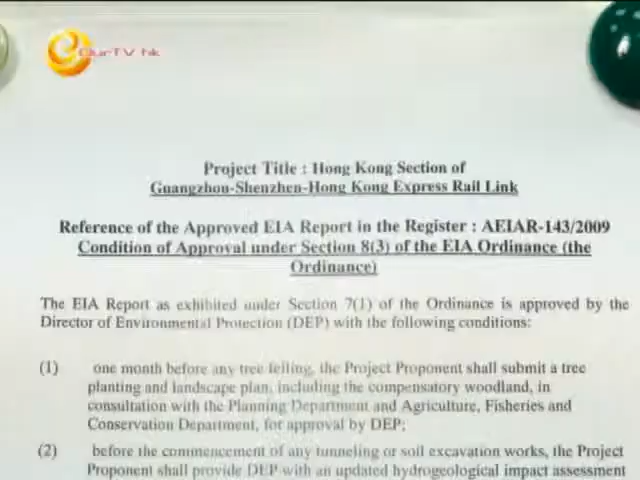 OurTV.hk
Project Title : Hong Kong Section of
Guangzhou-Shenzhen-Hong Kong Express Rail Link
Reference of the Approved EIA Report in the Register : AEIAR-143/2009
Condition of Approval under Section 8(3) of the EIA Ordinance (the
Ordinance)
The EIA Report as exhibited under Section 7(1) of the Ordinance is approved by the
Director of Environmental Protection (DEP) with the following conditions:
(1) one month before any tree felling, the Project Proponent shall submit a tree
planting and landscape plan, including the compensatory woodland, in
consultation with the Planning Department and Agriculture, Fisheries and
Conservation Department, for approval by DEP;
(2) before the commencement of any tunneling or soil excavation works, the Project
Proponent shall provide DEP with an updated hydrogeological impact assessment